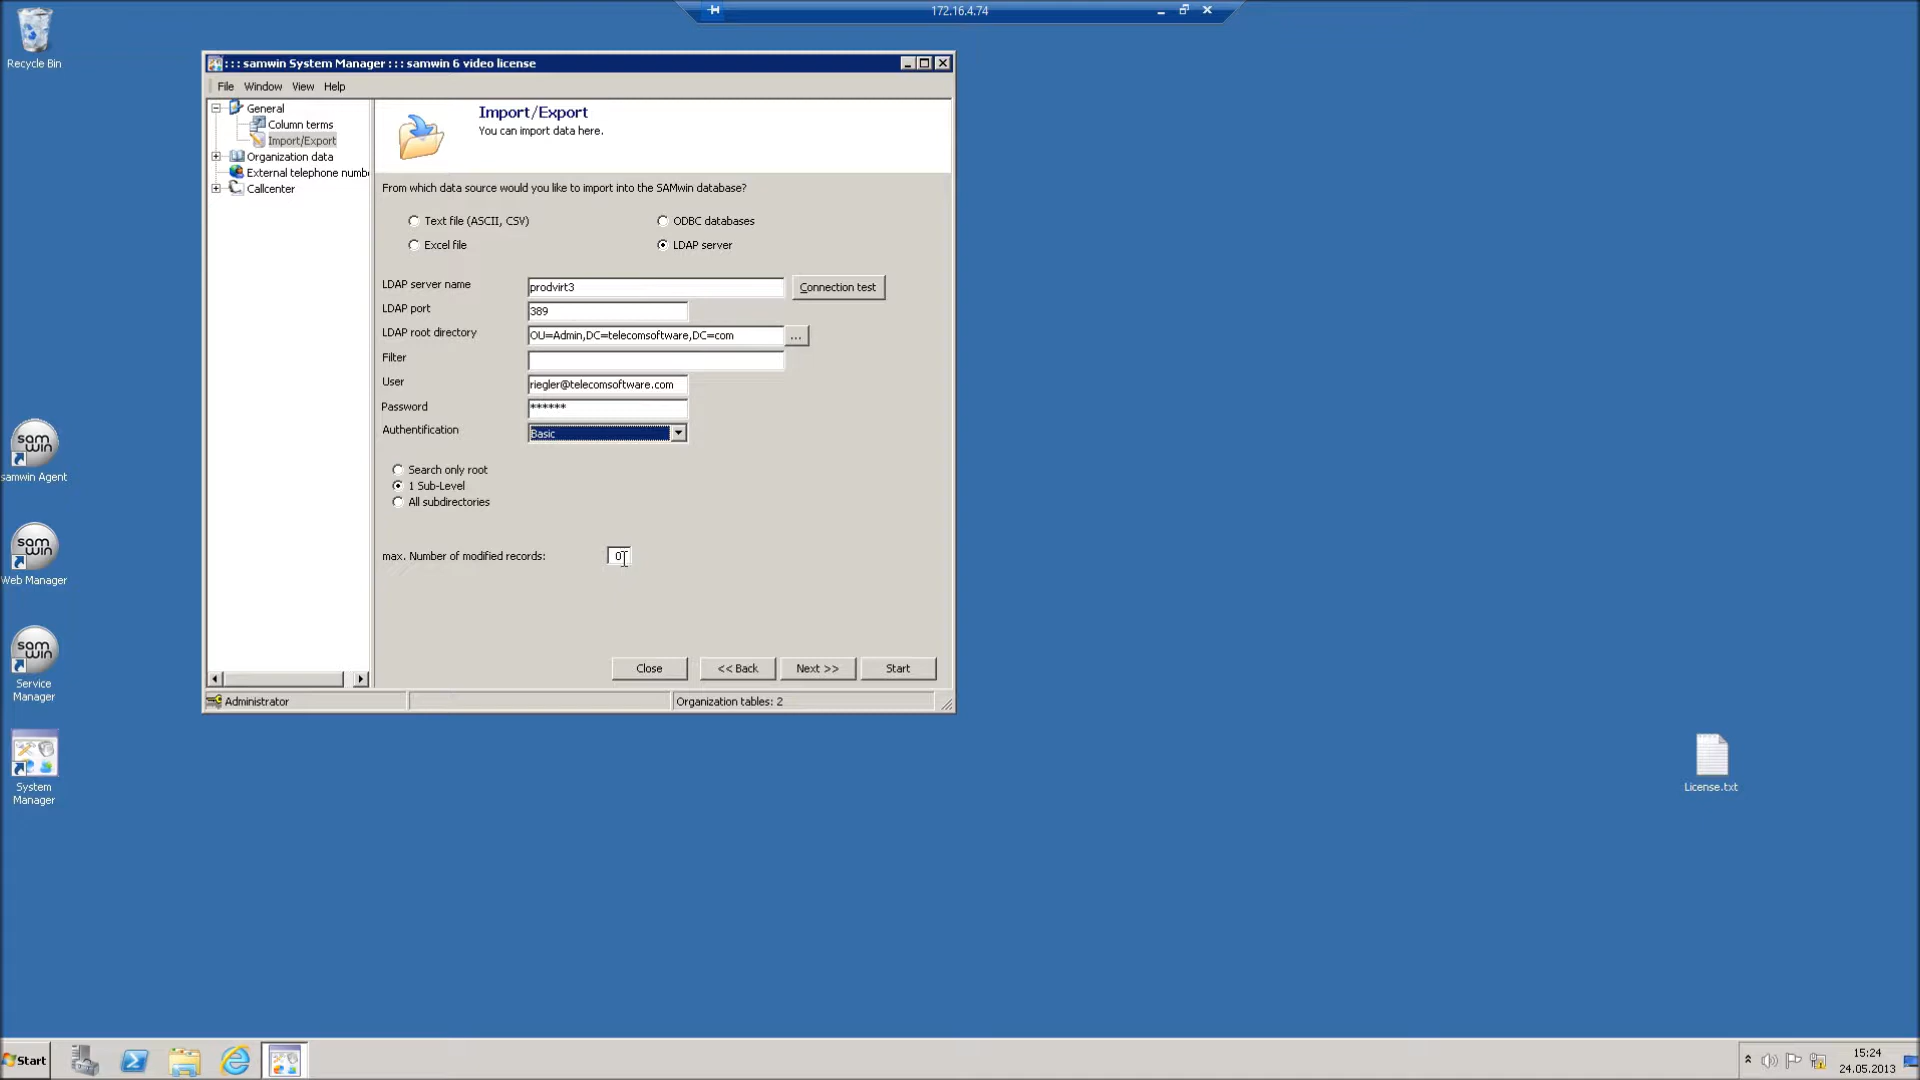 172.16.4.74
Recycle Bin
::: samwin System Manager ::: samwin 6 video license
File Window View Help
General
Column terms
Import/Export
Organization data
External telephone numb
Callcenter
Import/Export
You can import data here.
From which data source would you like to import into the SAMwin database?
Text file (ASCII, CSV)
ODBC databases
Excel file
LDAP server
LDAP server name
prodvirt3
Connection test
LDAP port
389
LDAP root directory
OU=Admin,DC=telecomsoftware,DC=com
...
Filter
User
riegler@telecomsoftware.com
Password
******
Authentification
Basic
Search only root
1 Sub-Level
All subdirectories
max. Number of modified records:
0
Close
<< Back
Next >>
Start
Administrator
Organization tables: 2
sam win
samwin Agent
sam win
Web Manager
sam win
Service
Manager
System
Manager
License.txt
Start
15:24
24.05.2013